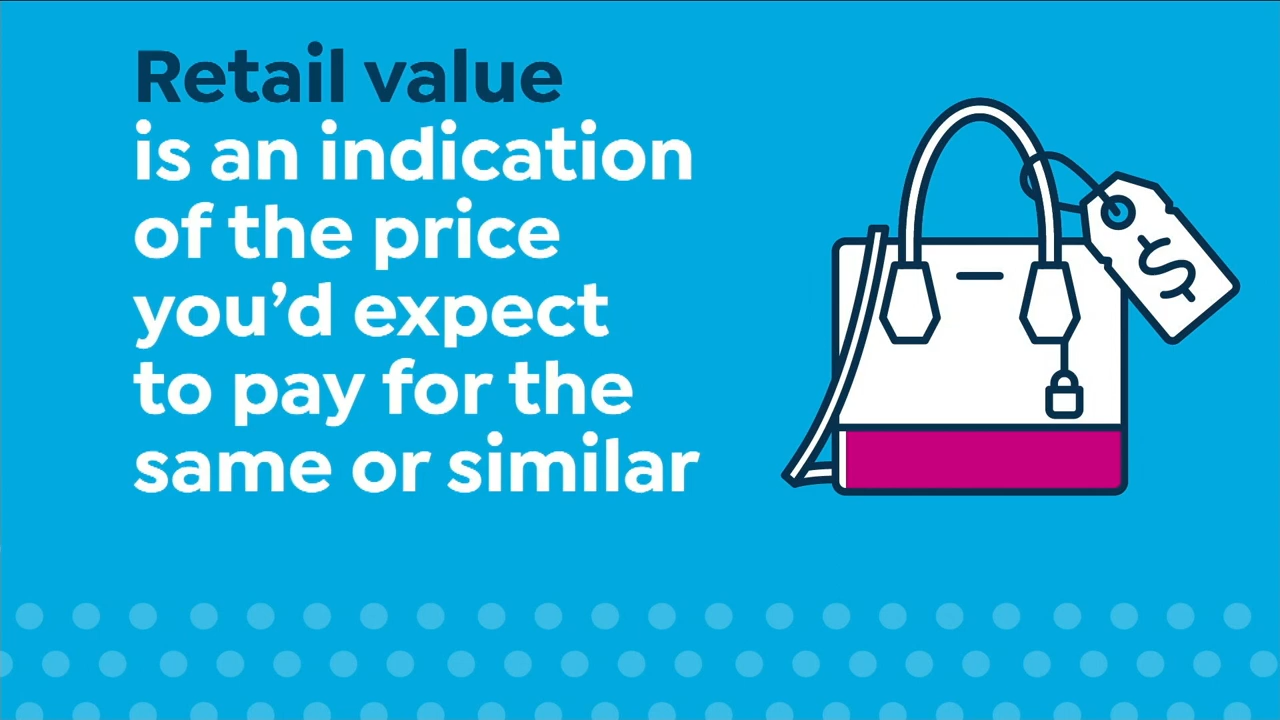 Retail value
is an indication
of the price
you’d expect
to pay for the
same or similar
$